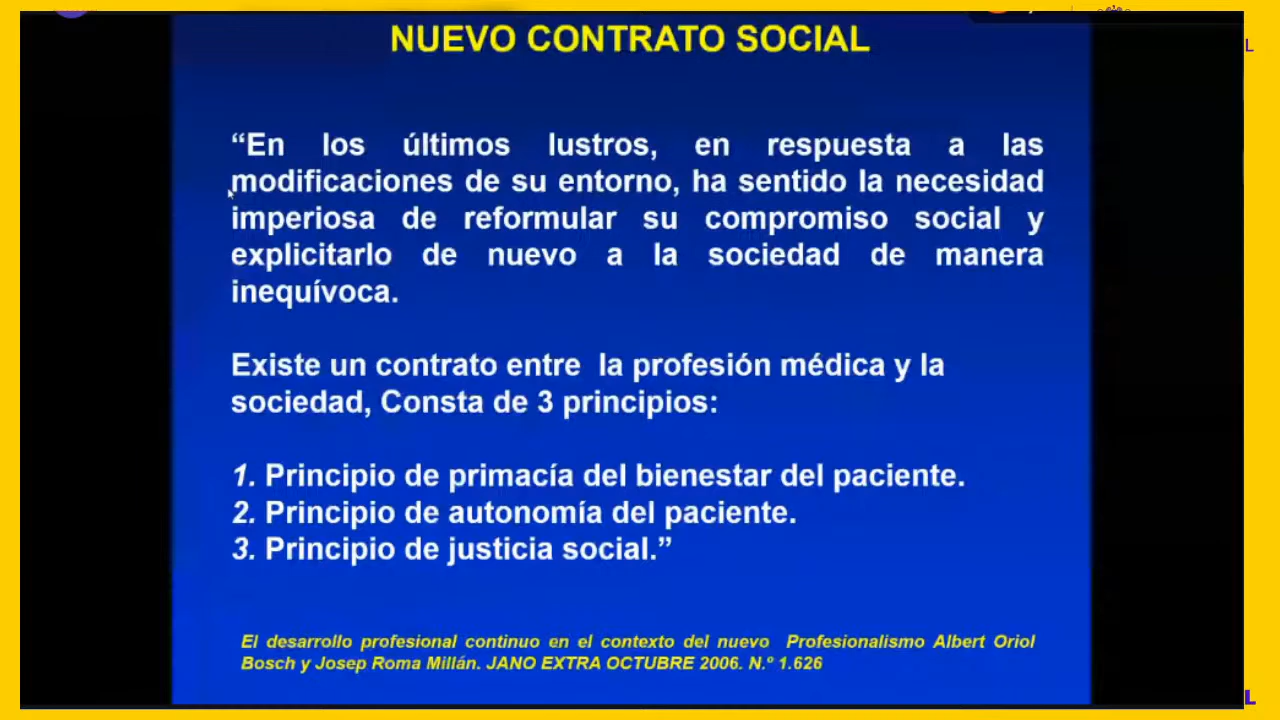 NUEVO CONTRATO SOCIAL
“En los últimos lustros, en respuesta a las
modificaciones de su entorno, ha sentido la necesidad
imperiosa de reformular su compromiso social y
explicitarlo de nuevo a la sociedad de manera
inequívoca.
Existe un contrato entre la profesión médica y la
sociedad, Consta de 3 principios:
1. Principio de primacía del bienestar del paciente.
2. Principio de autonomía del paciente.
3. Principio de justicia social.”
El desarrollo profesional continuo en el contexto del nuevo Profesionalismo Albert Oriol
Bosch y Josep Roma Millán. JANO EXTRA OCTUBRE 2006. N.º 1.626
L
L